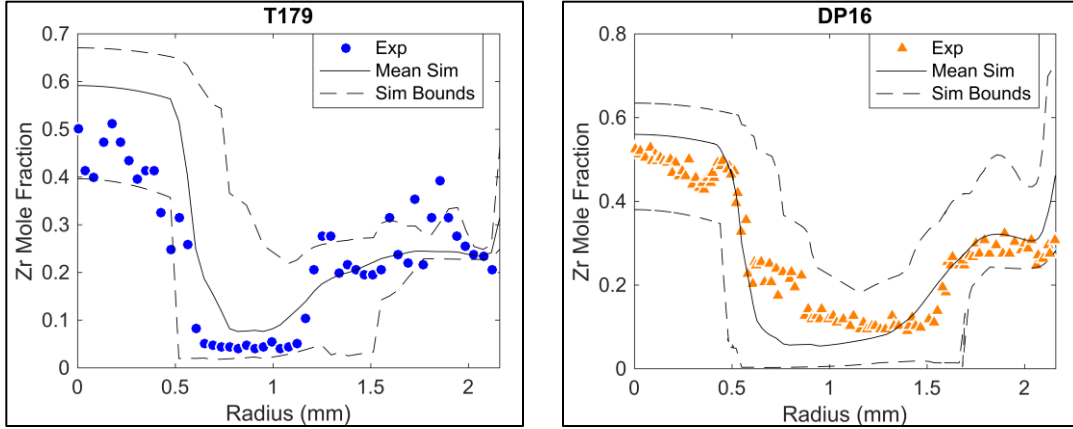 T179
0.7
0.6
0.5
0.4
0.3
0.2
0.1
0
Zr Mole Fraction
0
0.5
1
1.5
2
Radius (mm)
Exp
Mean Sim
Sim Bounds
DP16
0.8
0.6
0.4
0.2
0
Zr Mole Fraction
0
0.5
1
1.5
2
Radius (mm)
Exp
Mean Sim
Sim Bounds